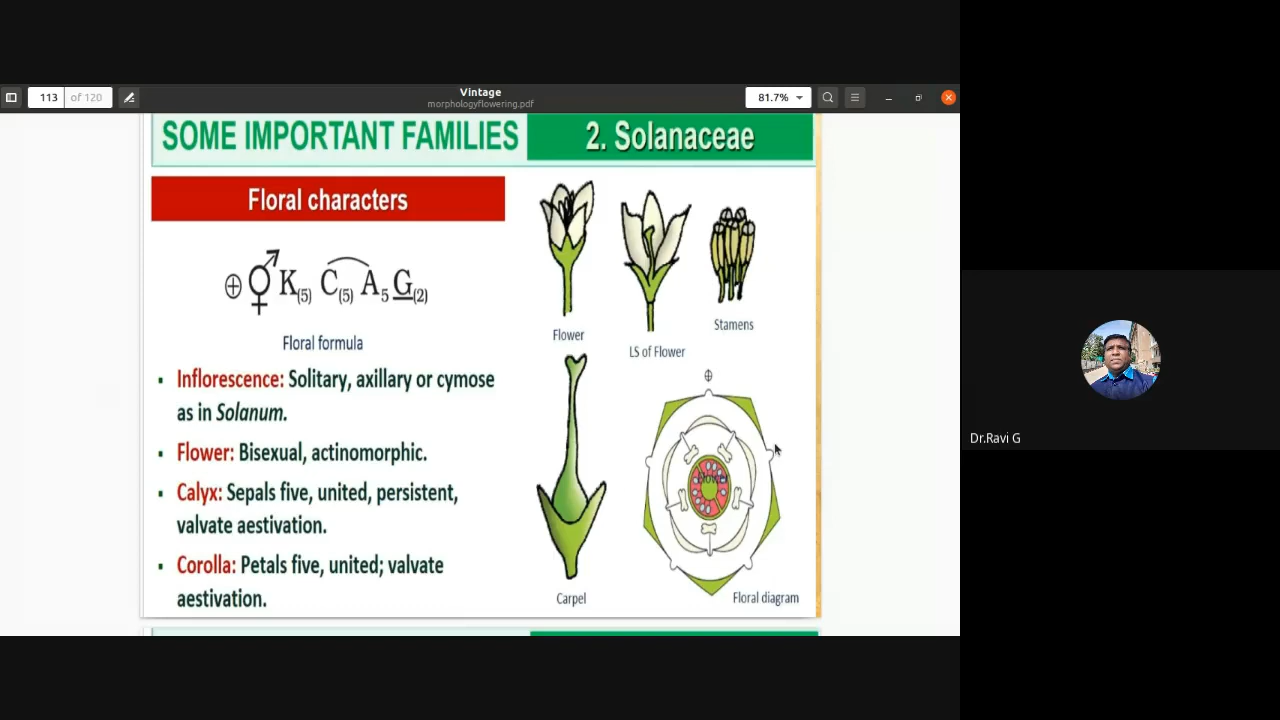 Vintage
113 of 120
morphologyflowering.pdf
81.7%
SOME IMPORTANT FAMILIES
2. Solanaceae
Floral characters
⊕ ⚥ K(5) C(5) A5 G(2)
Floral formula
Inflorescence: Solitary, axillary or cymose
as in Solanum.
Flower: Bisexual, actinomorphic.
Calyx: Sepals five, united, persistent,
valvate aestivation.
Corolla: Petals five, united; valvate
aestivation.
Flower
LS of Flower
Stamens
Carpel
Flower
Floral diagram
Dr.Ravi G